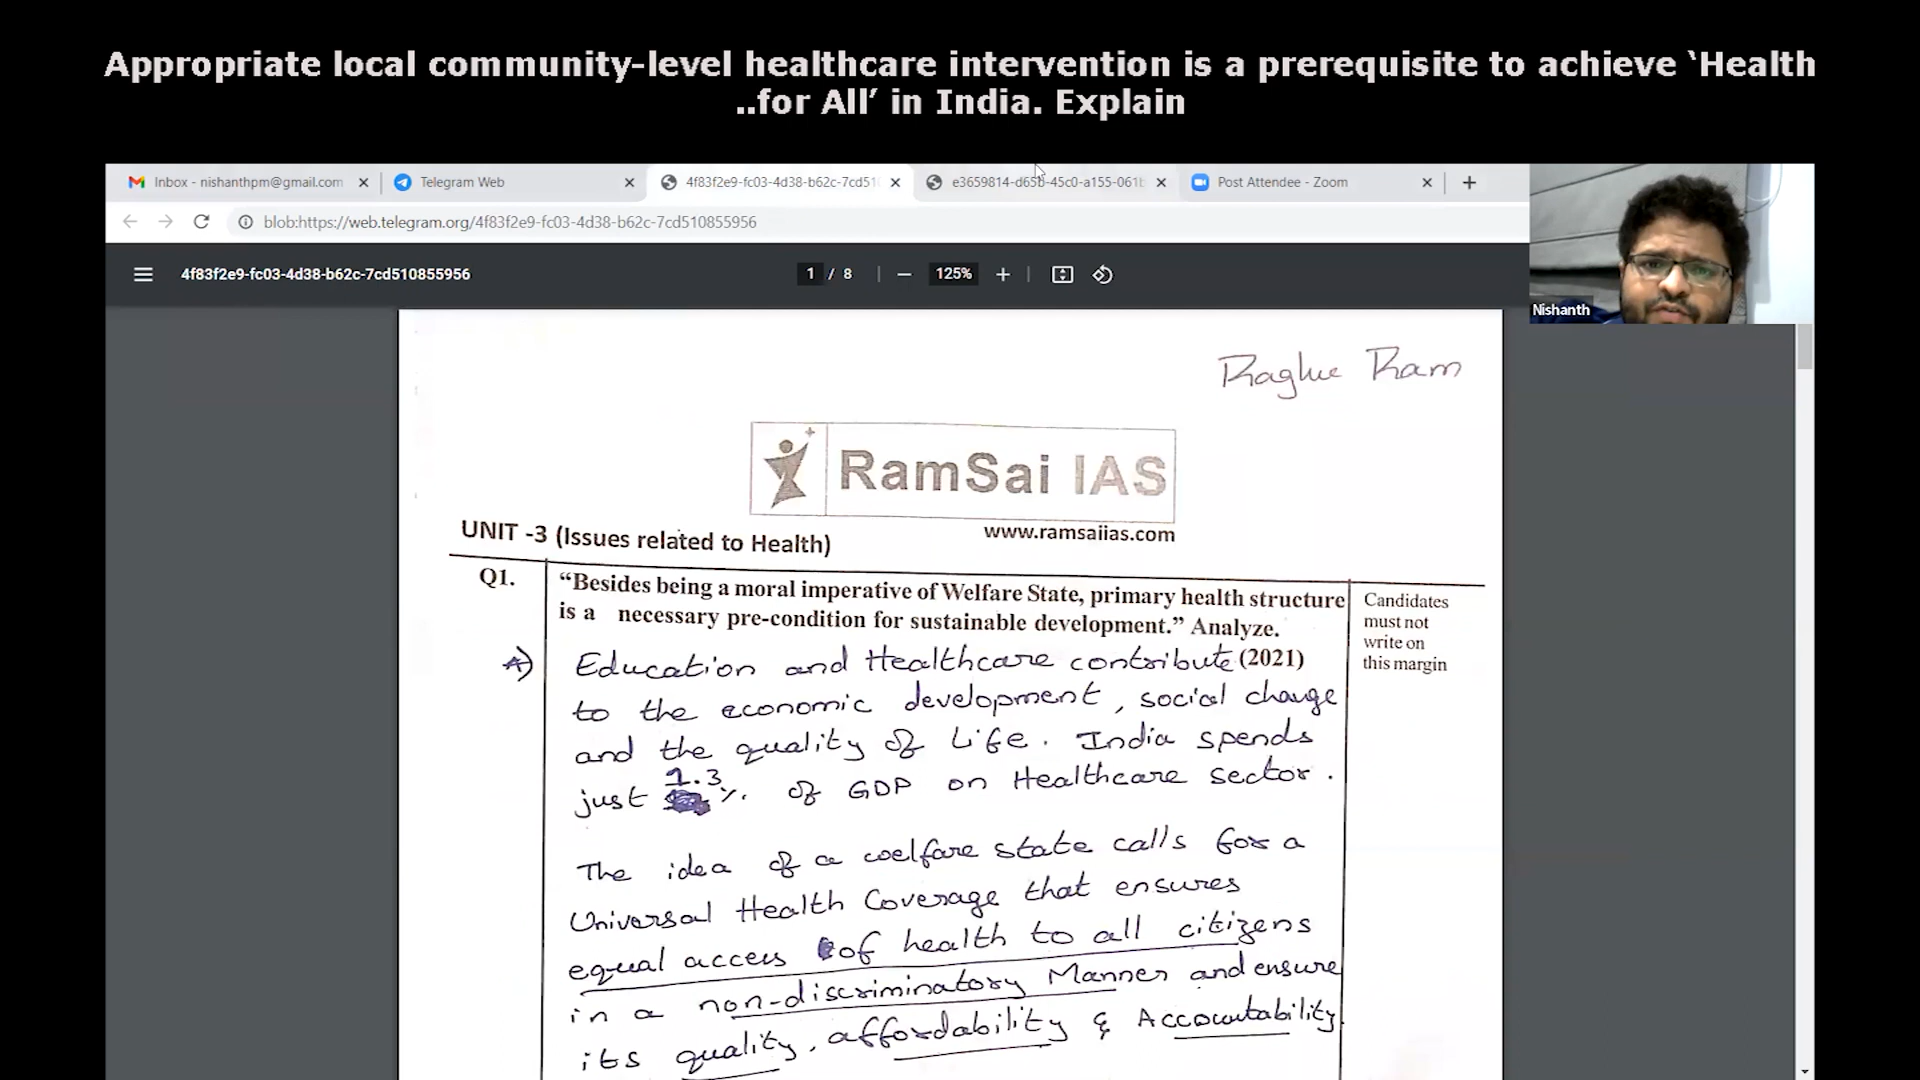 Appropriate local community-level healthcare intervention is a prerequisite to achieve ‘Health
..for All’ in India. Explain
Inbox - nishanthpm@gmail.com
Telegram Web
4f83f2e9-fc03-4d38-b62c-7cd51
e3659814-d65b-45c0-a155-061b
Post Attendee - Zoom
blob:https://web.telegram.org/4f83f2e9-fc03-4d38-b62c-7cd510855956
4f83f2e9-fc03-4d38-b62c-7cd510855956
1 / 8
125%
Nishanth
Raghu Ram
RamSai IAS
www.ramsaiias.com
UNIT -3 (Issues related to Health)
Q1.
“Besides being a moral imperative of Welfare State, primary health structure
is a necessary pre-condition for sustainable development.” Analyze.
(2021)
Candidates
must not
write on
this margin
A) Education and Healthcare contribute
to the economic development, social change
and the quality of Life. India spends
just 1.3 %. of GDP on Healthcare sector.
The idea of a welfare state calls for a
Universal Health Coverage that ensures
equal access of health to all citizens
in a non-discriminatory Manner and ensure
its quality, affordability & Accountability.